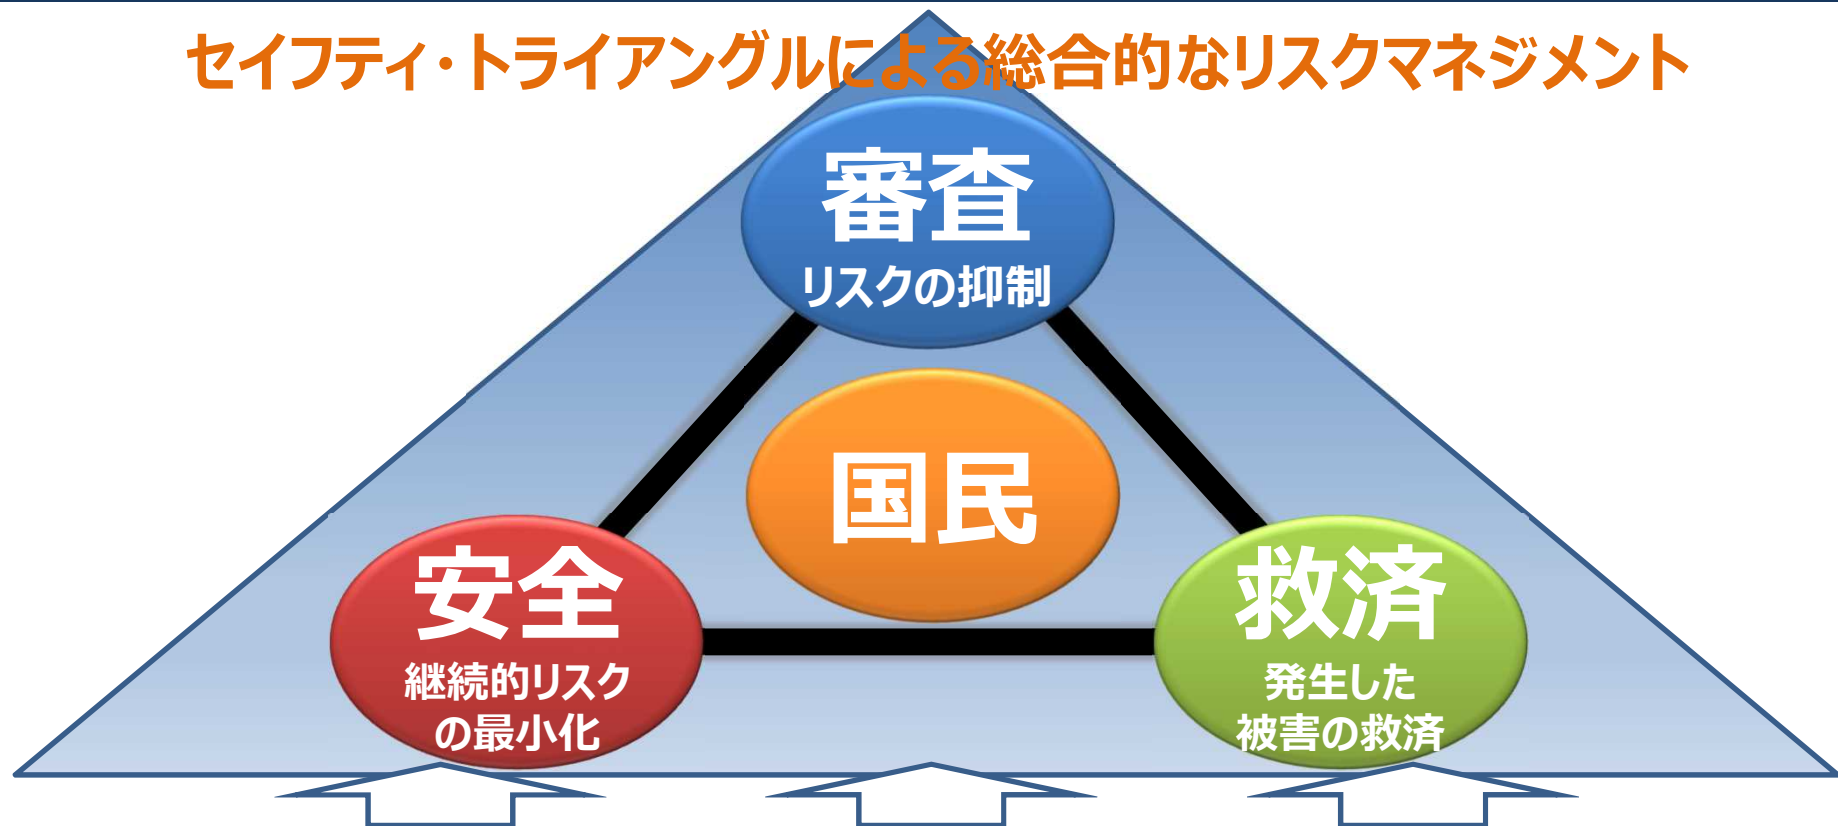 セイフティ・トライアングルによる総合的なリスクマネジメント
審査
リスクの抑制
国民
安全
継続的リスク
の最小化
救済
発生した
被害の救済